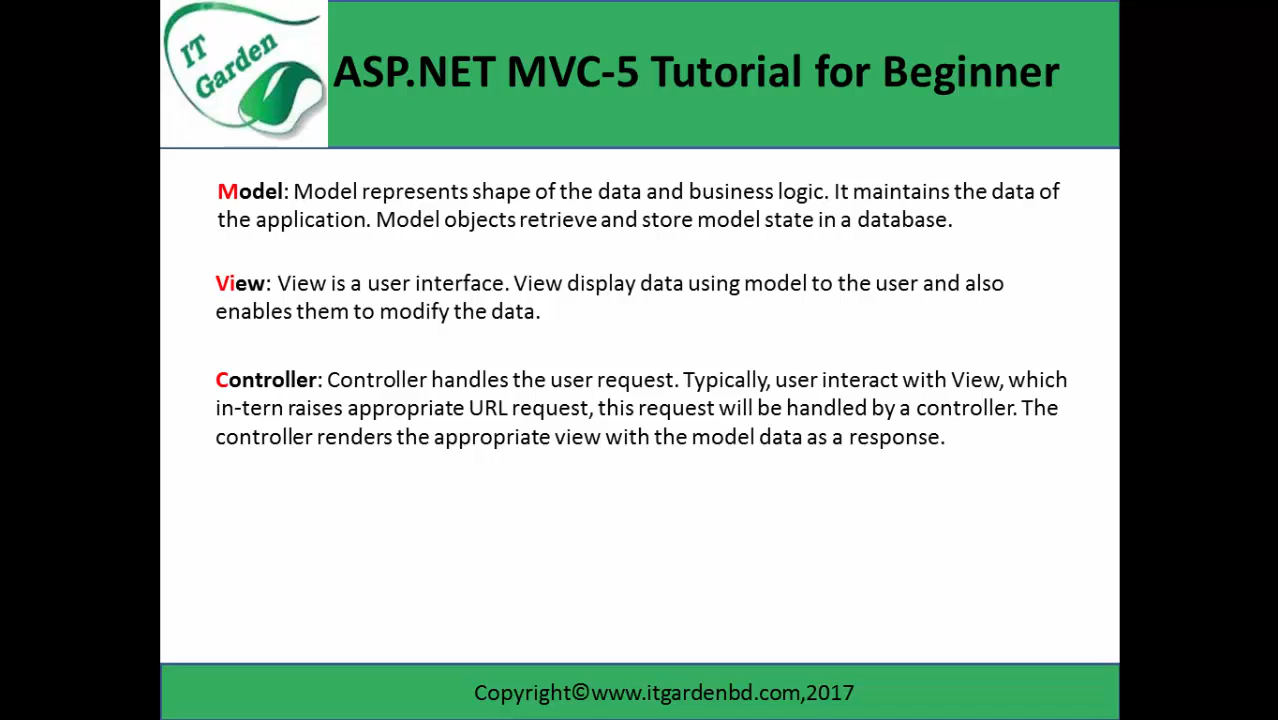 IT
Garden
ASP.NET MVC-5 Tutorial for Beginner
Model: Model represents shape of the data and business logic. It maintains the data of
the application. Model objects retrieve and store model state in a database.
View: View is a user interface. View display data using model to the user and also
enables them to modify the data.
Controller: Controller handles the user request. Typically, user interact with View, which
in-tern raises appropriate URL request, this request will be handled by a controller. The
controller renders the appropriate view with the model data as a response.
Copyright©www.itgardenbd.com,2017